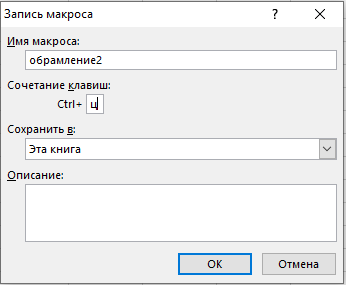 Запись макроса ? ×
Имя макроса:
обрамление2
Сочетание клавиш:
Ctrl+ ц
Сохранить в:
Эта книга
Описание:
ОК Отмена